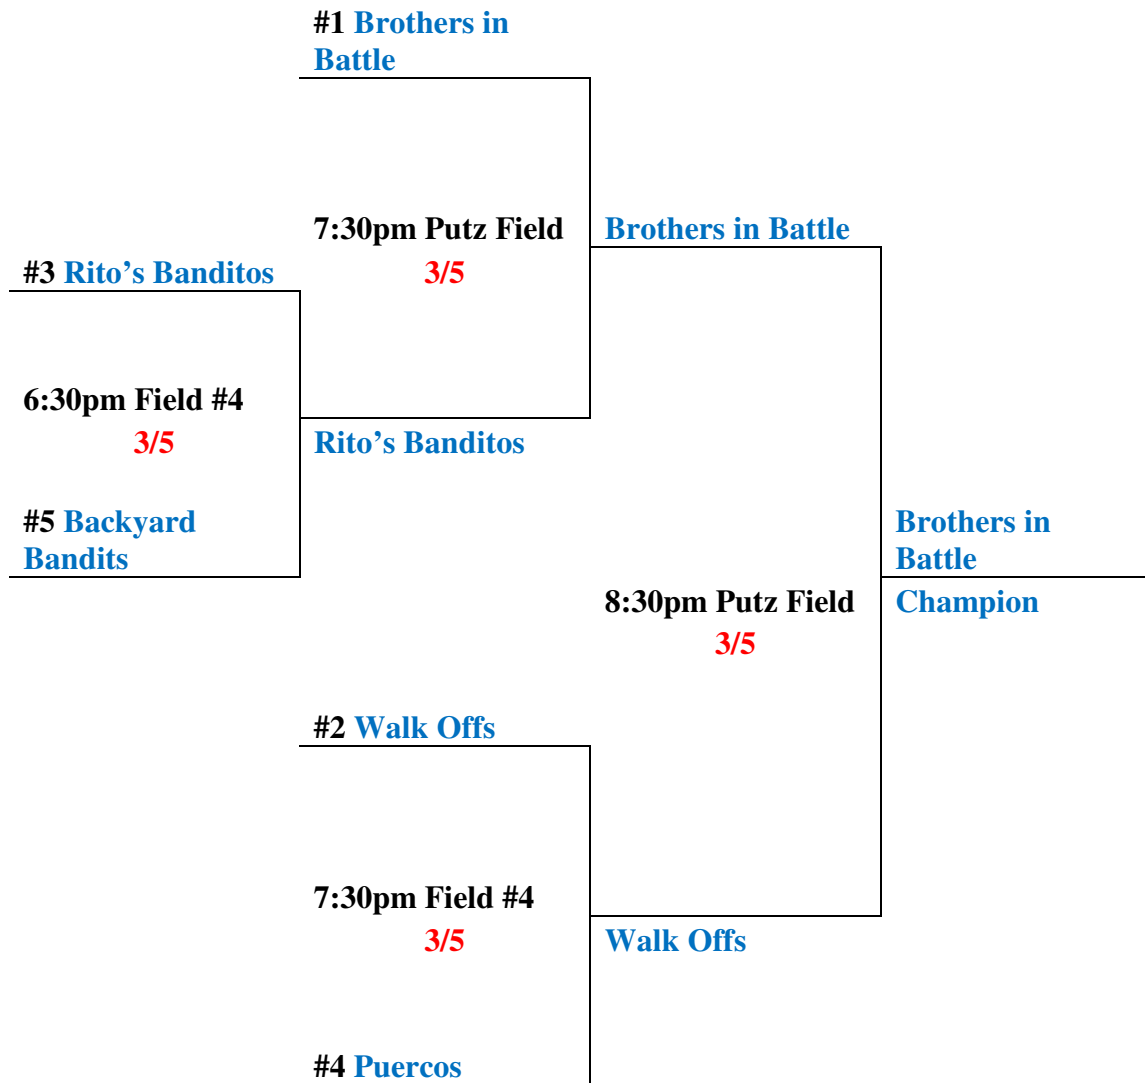 #1 Brothers in
Battle
7:30pm Putz Field
3/5
Brothers in Battle
#3 Rito’s Banditos
6:30pm Field #4
3/5
Rito’s Banditos
#5 Backyard
Bandits
Brothers in
Battle
8:30pm Putz Field
3/5
Champion
#2 Walk Offs
7:30pm Field #4
3/5
Walk Offs
#4 Puercos